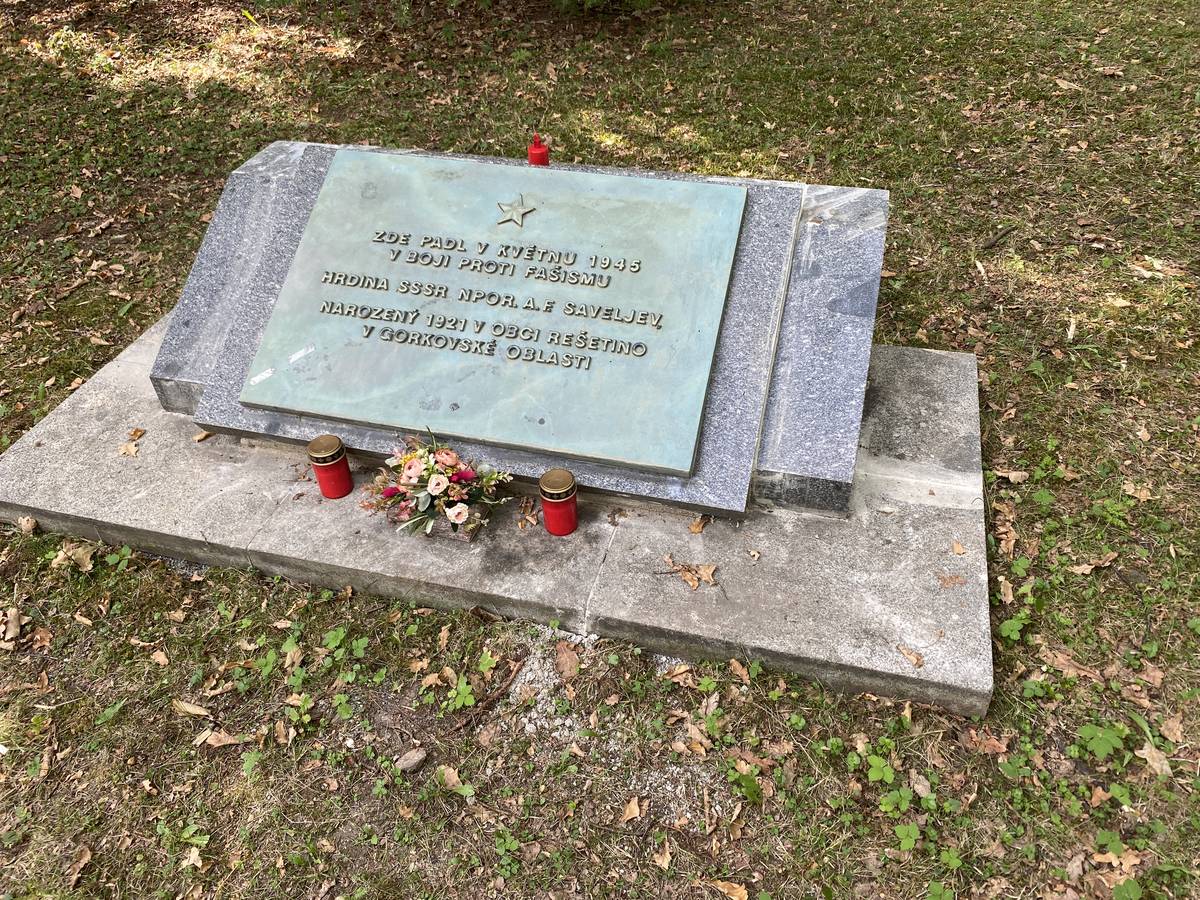 ZDE PADL V KVĚTNU 1945
V BOJI PROTI FAŠISMU
HRDINA SSSR NPOR. A.F SAVELJEV,
NAROZENÝ 1921 V OBCI REŠETINO
V GORKOVSKÉ OBLASTI